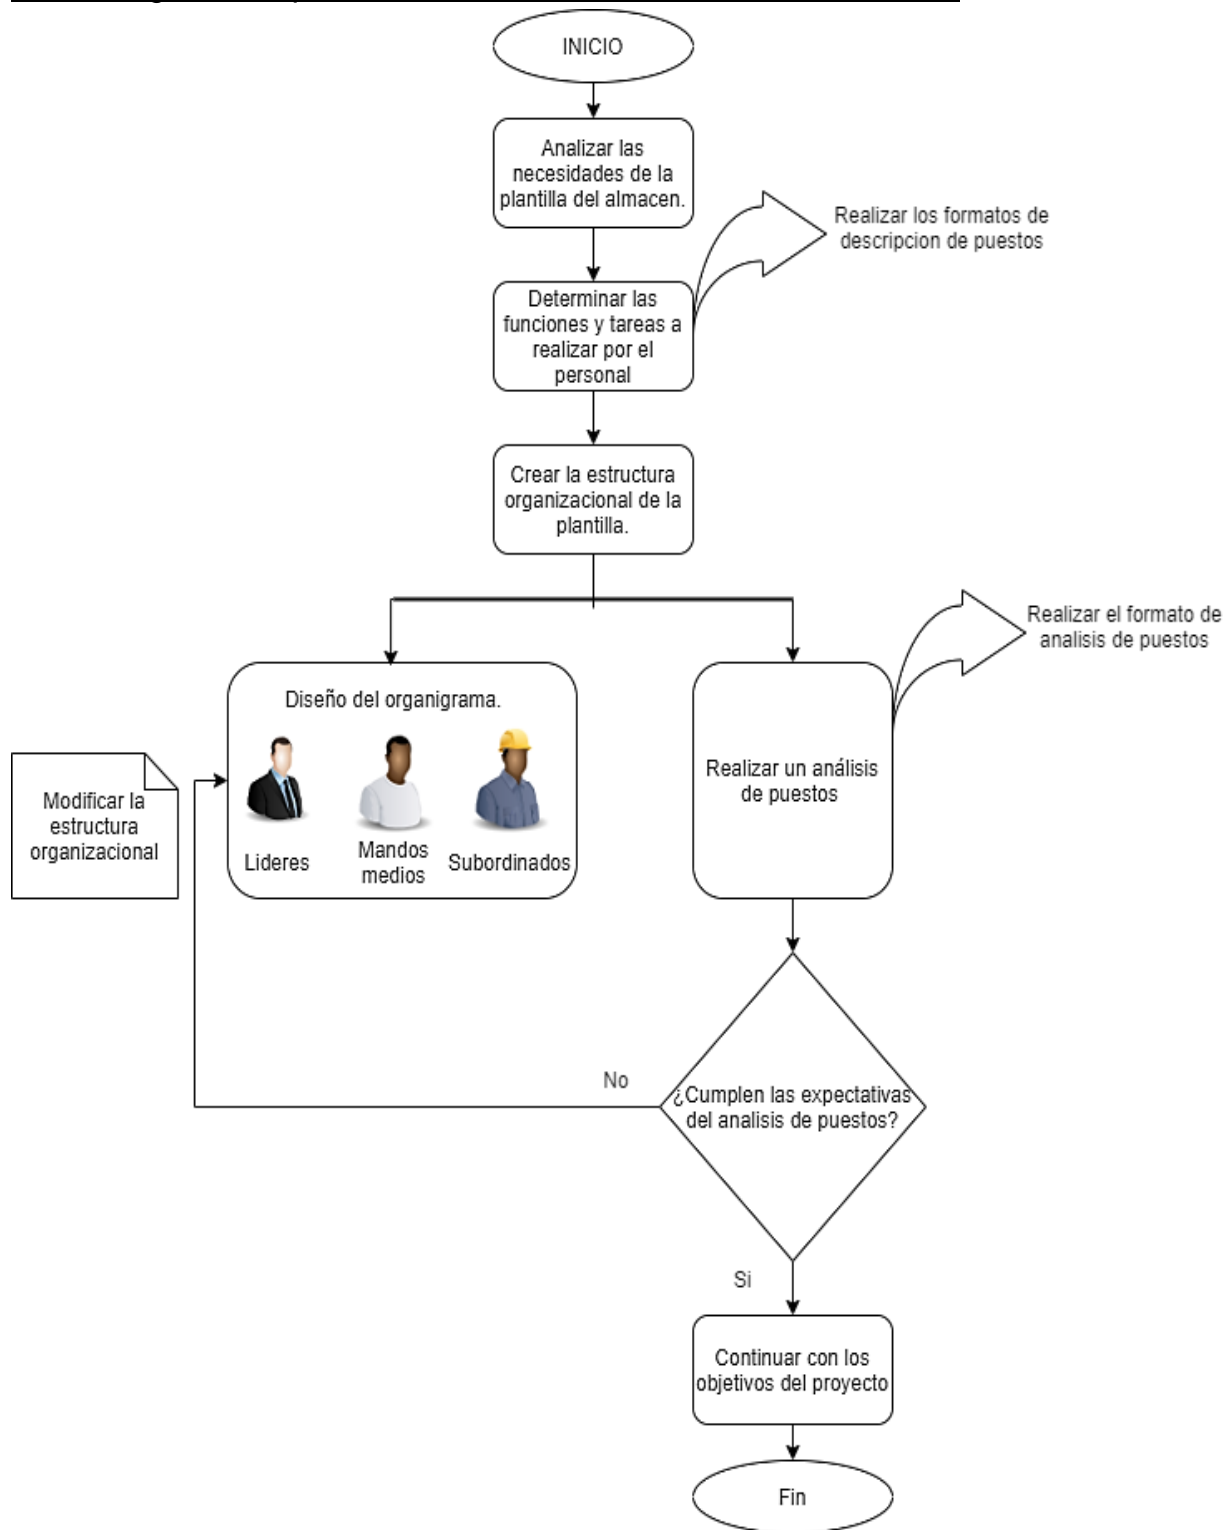 INICIO
Analizar las
necesidades de la
plantilla del almacen.
Realizar los formatos de
descripcion de puestos
Determinar las
funciones y tareas a
realizar por el
personal
Crear la estructura
organizacional de la
plantilla.
Realizar el formato de
analisis de puestos
Diseño del organigrama.
Lideres
Mandos
medios
Subordinados
Modificar la
estructura
organizacional
Realizar un análisis
de puestos
No
¿Cumplen las expectativas
del analisis de puestos?
Si
Continuar con los
objetivos del proyecto
Fin